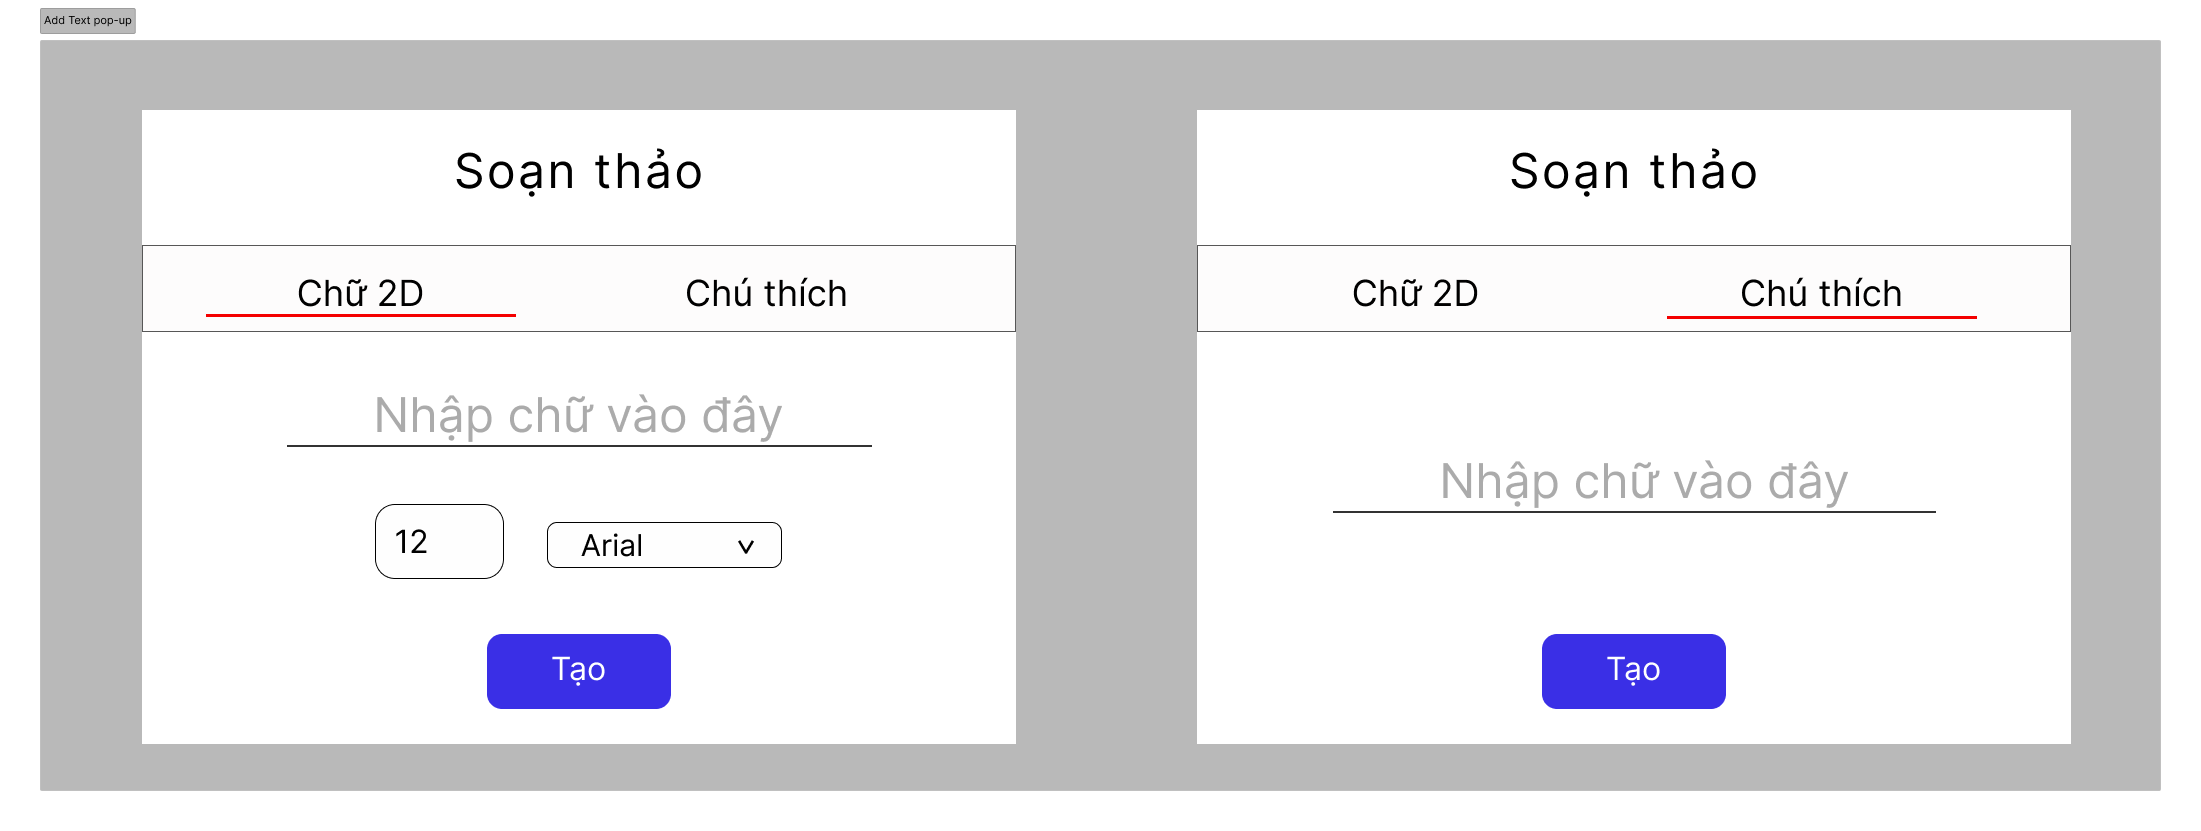 Add Text pop-up
Soạn thảo
Chữ 2D
Chú thích
Nhập chữ vào đây
12
Arial
Tạo
Soạn thảo
Chữ 2D
Chú thích
Nhập chữ vào đây
Tạo